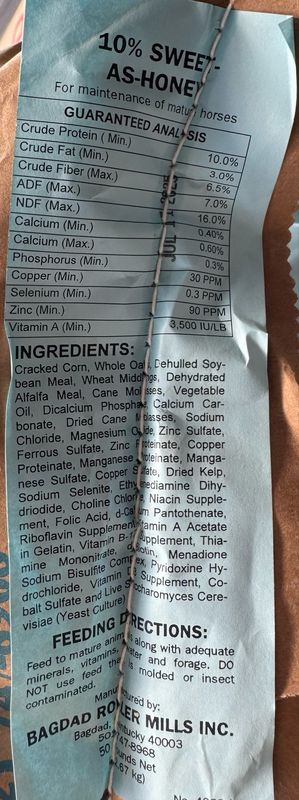 10% SWEET-
AS-HONEY
For maintenance of mature horses
GUARANTEED ANALYSIS
Crude Protein ( Min.) 10.0%
Crude Fat (Min.) 3.0%
Crude Fiber (Max.) 6.5%
ADF (Max.) 7.0%
NDF (Max.) 16.0%
Calcium (Min.) 0.40%
Calcium (Max.) 0.60%
Phosphorus (Min.) 0.3%
Copper (Min.) 30 PPM
Selenium (Min.) 0.3 PPM
Zinc (Min.) 90 PPM
Vitamin A (Min.) 3,500 IU/LB
JUL 2025
INGREDIENTS:
Cracked Corn, Whole Oats, Dehulled Soy-
bean Meal, Wheat Middlings, Dehydrated
Alfalfa Meal, Cane Molasses, Vegetable
Oil, Dicalcium Phosphate, Calcium Car-
bonate, Dried Cane Molasses, Sodium
Chloride, Magnesium Oxide, Zinc Sulfate,
Ferrous Sulfate, Zinc Proteinate, Copper
Proteinate, Manganese Proteinate, Manga-
nese Sulfate, Copper Sulfate, Dried Kelp,
Sodium Selenite, Ethylenediamine Dihy-
driodide, Choline Chloride, Niacin Supple-
ment, Folic Acid, d-Calcium Pantothenate,
Riboflavin Supplement, Vitamin A Acetate
in Gelatin, Vitamin B-12 Supplement, Thia-
mine Mononitrate, d-Biotin, Menadione
Sodium Bisulfite Complex, Pyridoxine Hy-
drochloride, Vitamin Supplement, Co-
balt Sulfate and Live Saccharomyces Cere-
visiae (Yeast Culture)
FEEDING DIRECTIONS:
Feed to mature animals along with adequate
minerals, vitamins, water and forage. DO
NOT use feed that is molded or insect
contaminated.
Manufactured by:
BAGDAD ROLLER MILLS INC.
Bagdad, Kentucky 40003
502-747-8968
50 Pounds Net
.67 kg)
No.